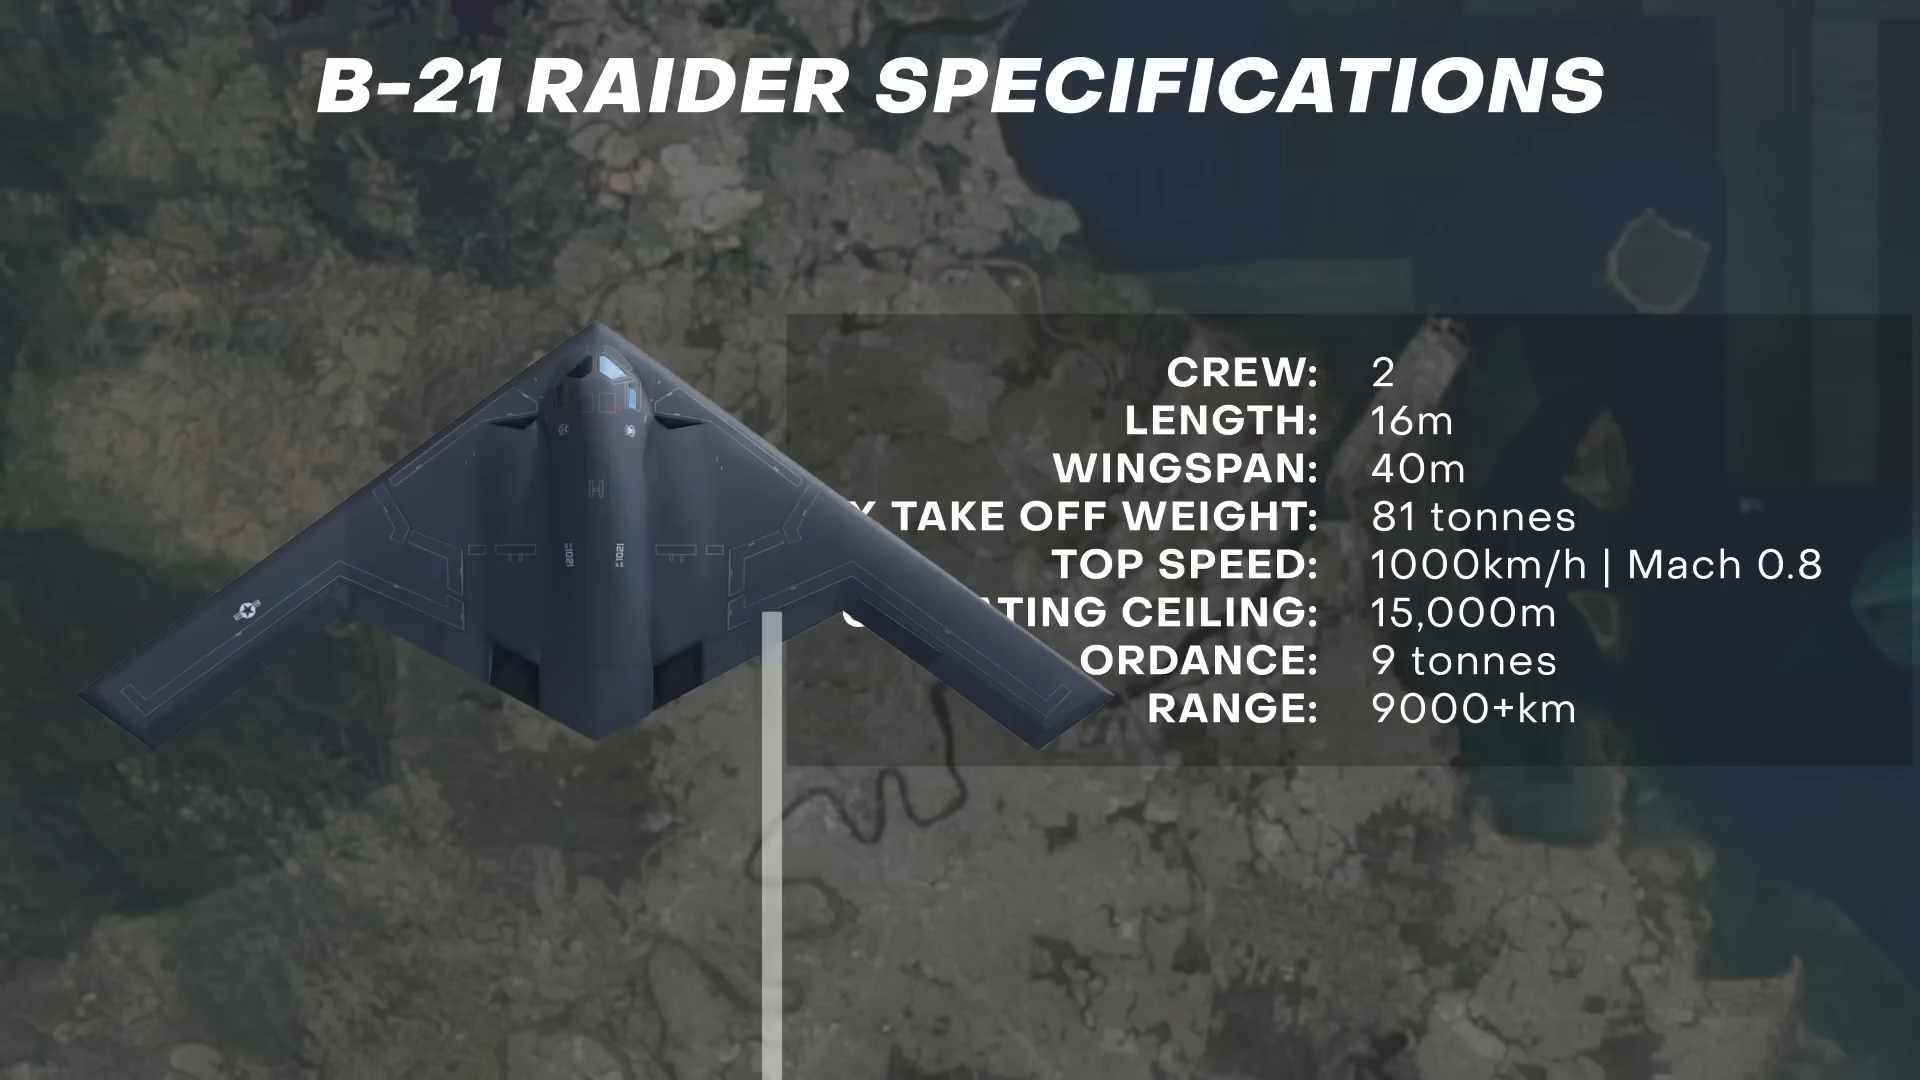 B-21 RAIDER SPECIFICATIONS
CREW: 2
LENGTH: 16m
WINGSPAN: 40m
TAKE OFF WEIGHT: 81 tonnes
TOP SPEED: 1000km/h | Mach 0.8
CEILING: 15,000m
ORDANCE: 9 tonnes
RANGE: 9000+km